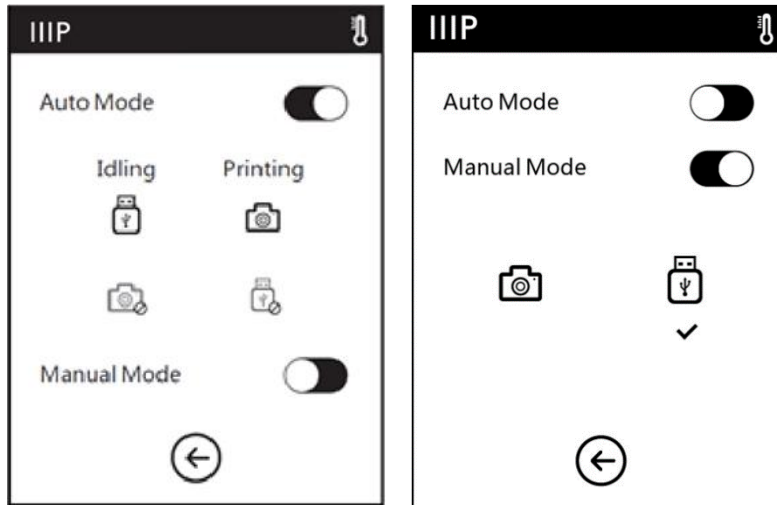 IIIP
Auto Mode
Idling Printing
Manual Mode
IIIP
Auto Mode
Manual Mode